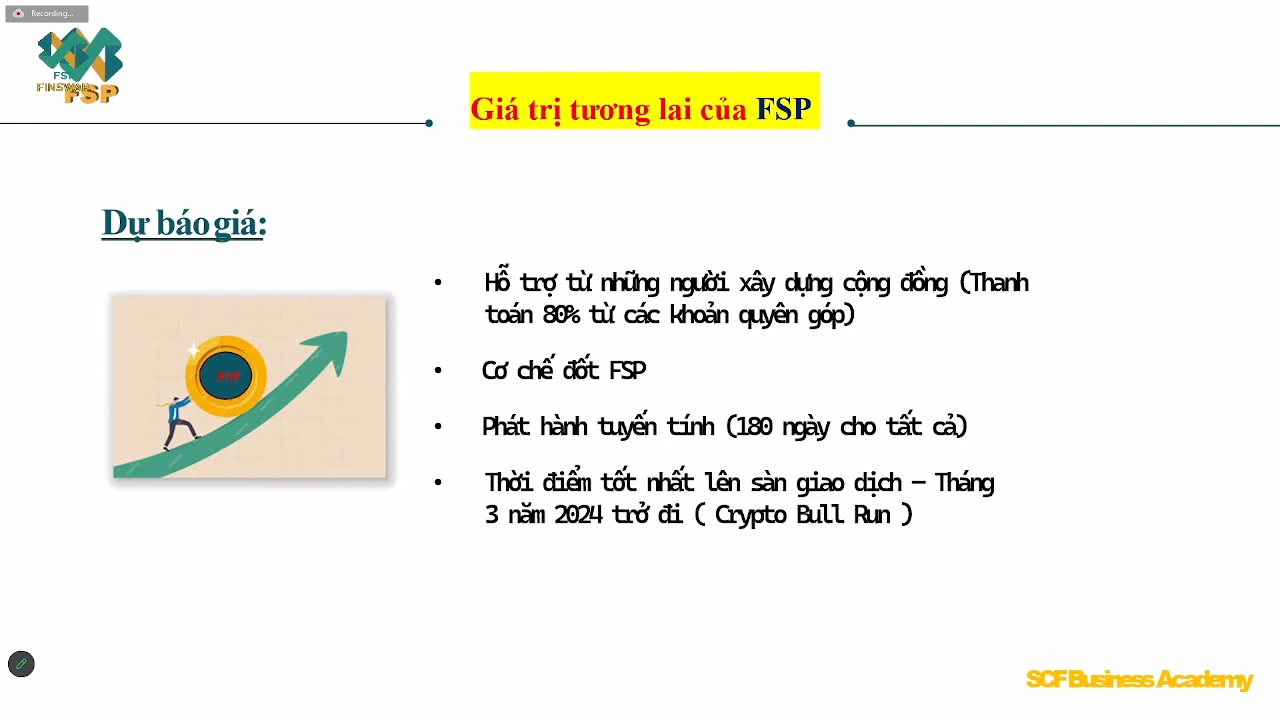 Recording...
FSP
FINSWAP
FSP
Giá trị tương lai của FSP
Dự báo giá:
• Hỗ trợ từ những người xây dựng cộng đồng (Thanh
toán 80% từ các khoản quyên góp)
• Cơ chế đốt FSP
• Phát hành tuyến tính (180 ngày cho tất cả)
• Thời điểm tốt nhất lên sàn giao dịch – Tháng
3 năm 2024 trở đi ( Crypto Bull Run )
FSP
SCF Business Academy